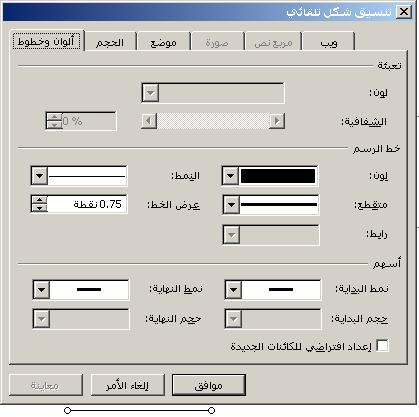 تنسيق شكل تلقائي
ألوان وخطوط الحجم موضع صورة مربع نص ويب
تعبئة
لون:
الشفافية: 0 %
خط الرسم
لون: النمط:
متقطع: عرض الخط: 0.75 نقطة
رابط:
أسهم
نمط البداية: نمط النهاية:
حجم البداية: حجم النهاية:
إعداد افتراضي للكائنات الجديدة
موافق إلغاء الأمر معاينة